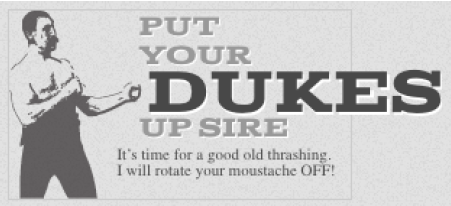 PUT
YOUR
DUKES
UP SIRE
It's time for a good old thrashing.
I will rotate your moustache OFF!